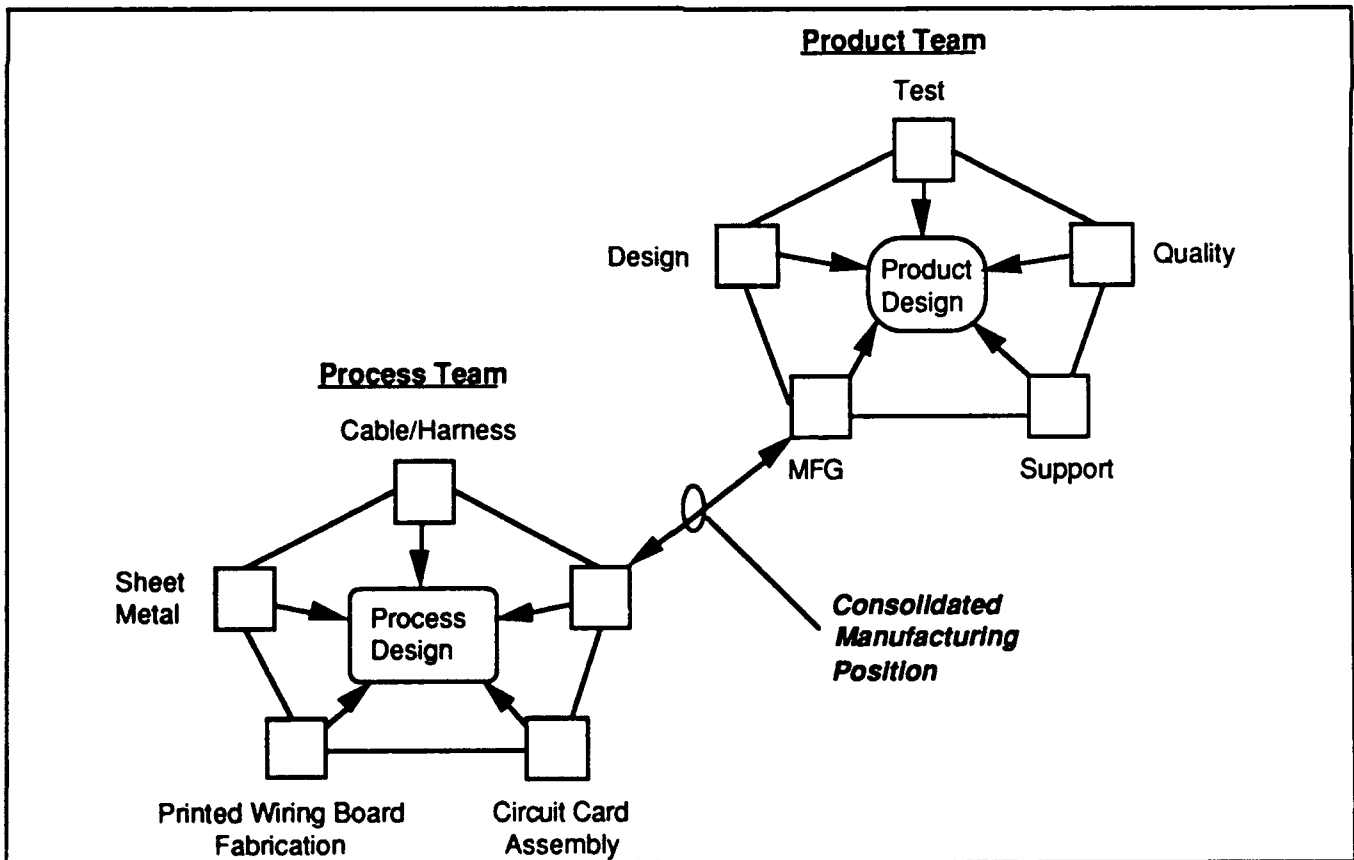 Product Team
Test
Design
Quality
Product
Design
MFG
Support
Process Team
Cable/Harness
Sheet
Metal
Process
Design
Printed Wiring Board
Fabrication
Circuit Card
Assembly
Consolidated
Manufacturing
Position